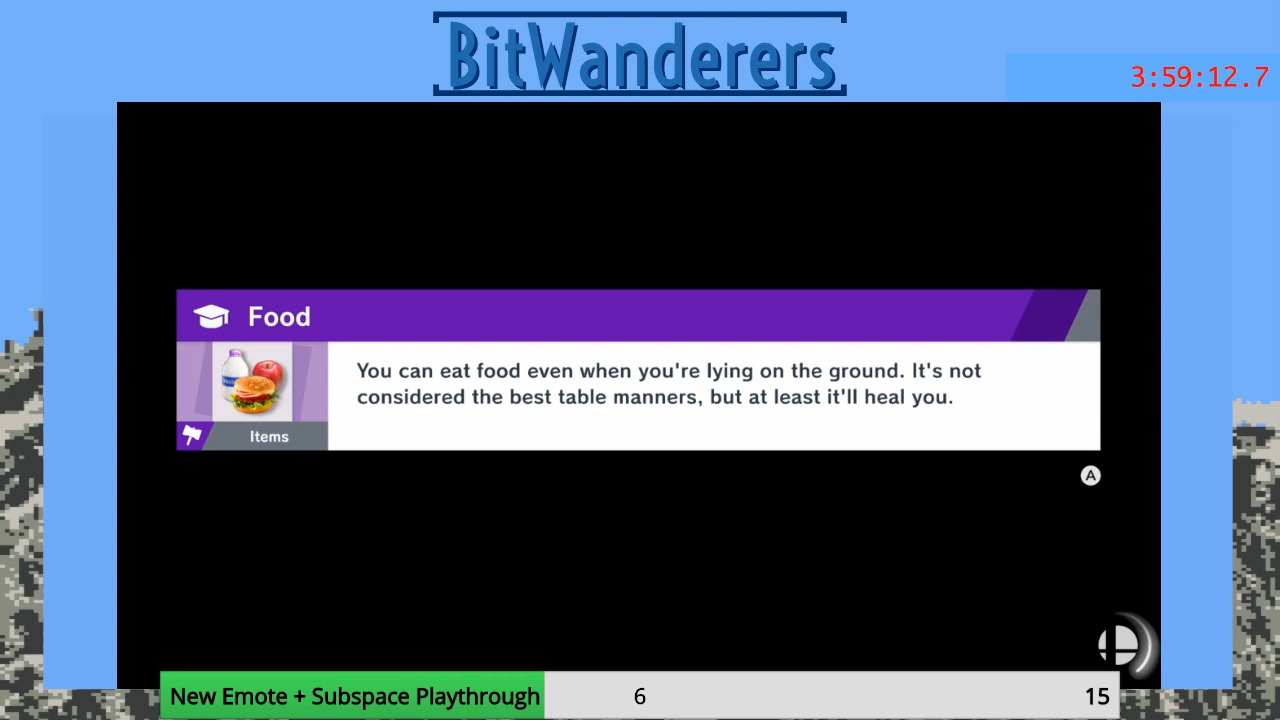 BitWanderers
3:59:12.7
Food
You can eat food even when you're lying on the ground. It's not
considered the best table manners, but at least it'll heal you.
Items
A
New Emote + Subspace Playthrough 6 15